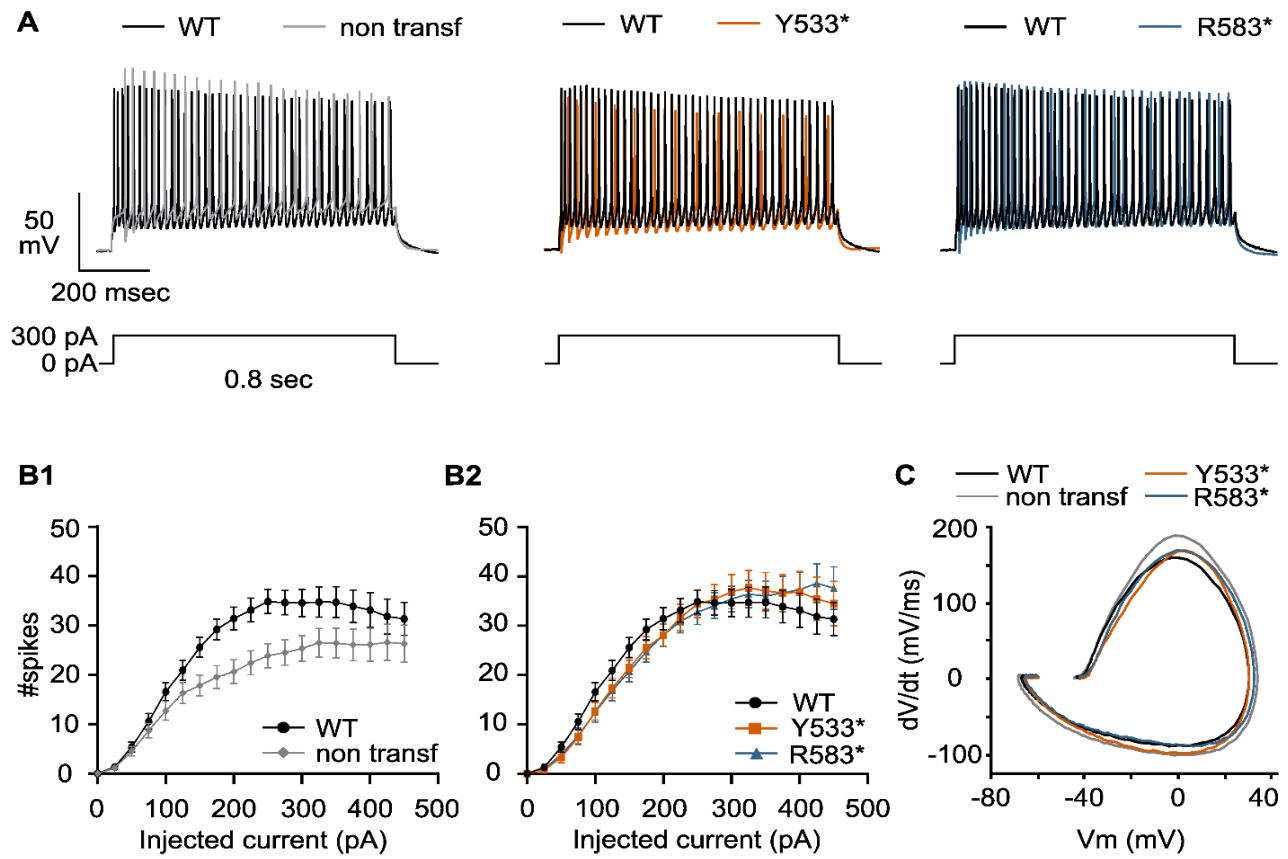 A
WT non transf
WT Y533*
WT R583*
50
mV
200 msec
300 pA
0 pA
0.8 sec
B1
50
40
30
20
10
0
#spikes
WT
non transf
0 100 200 300 400 500
Injected current (pA)
B2
50
40
30
20
10
0
WT
Y533*
R583*
0 100 200 300 400 500
Injected current (pA)
C
WT Y533*
non transf R583*
200
100
0
-100
dV/dt (mV/ms)
-80 -40 0 40
Vm (mV)